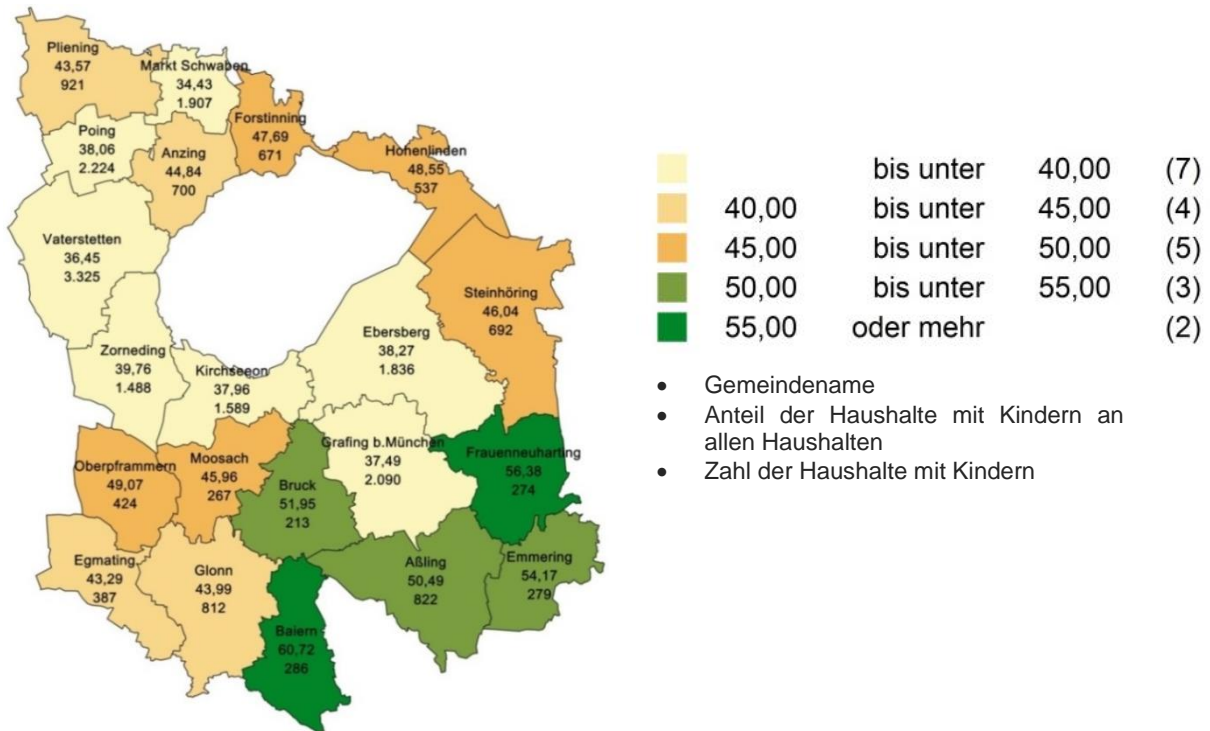 Pliening
43,57
921
Markt Schwaben
34,43
1.907
Poing
38,06
2.224
Anzing
44,84
700
Forstinning
47,69
671
Hohenlinden
48,55
537
Vaterstetten
36,45
3.325
Steinhöring
46,04
692
Ebersberg
38,27
1.836
Zorneding
39,76
1.488
Kirchseeon
37,96
1.589
Grafing b.München
37,49
2.090
Frauenneuharting
56,38
274
Oberpframmern
49,07
424
Moosach
45,96
267
Bruck
51,95
213
Egmating
43,29
387
Glonn
43,99
812
Aßling
50,49
822
Emmering
54,17
279
Baiern
60,72
286
bis unter 40,00 (7)
40,00 bis unter 45,00 (4)
45,00 bis unter 50,00 (5)
50,00 bis unter 55,00 (3)
55,00 oder mehr (2)
• Gemeindename
• Anteil der Haushalte mit Kindern an
allen Haushalten
• Zahl der Haushalte mit Kindern